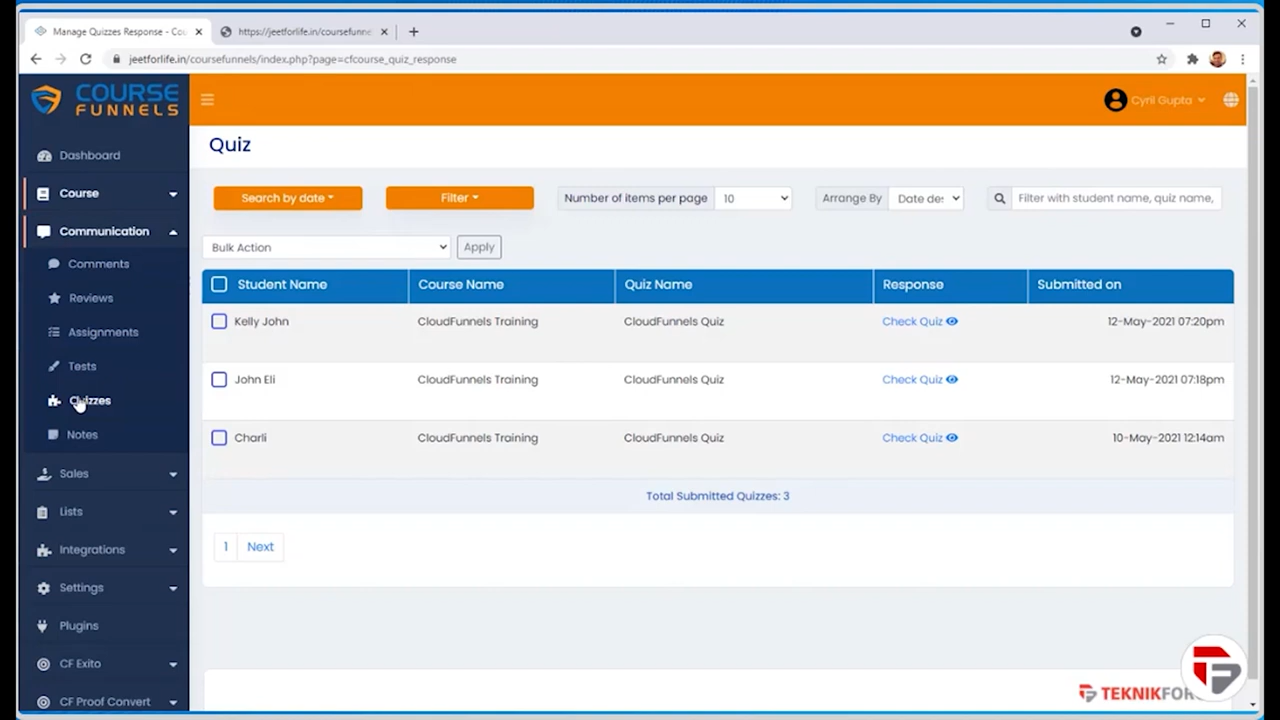 Manage Quizzes Response - Cou
https://jeetforlife.in/coursefunnel
jeetforlife.in/coursefunnels/index.php?page=cfcourse_quiz_response
COURSE
FUNNELS
Cyril Gupta
Dashboard
Course
Communication
Comments
Reviews
Assignments
Tests
Quizzes
Notes
Sales
Lists
Integrations
Settings
Plugins
CF Exito
CF Proof Convert
Quiz
Search by date
Filter
Number of items per page 10
Arrange By Date de
Filter with student name, quiz name,
Bulk Action
Apply
Student Name Course Name Quiz Name Response Submitted on
Kelly John CloudFunnels Training CloudFunnels Quiz Check Quiz 12-May-2021 07:20pm
John Eli CloudFunnels Training CloudFunnels Quiz Check Quiz 12-May-2021 07:18pm
Charli CloudFunnels Training CloudFunnels Quiz Check Quiz 10-May-2021 12:14am
Total Submitted Quizzes: 3
1 Next
TEKNIKFOR